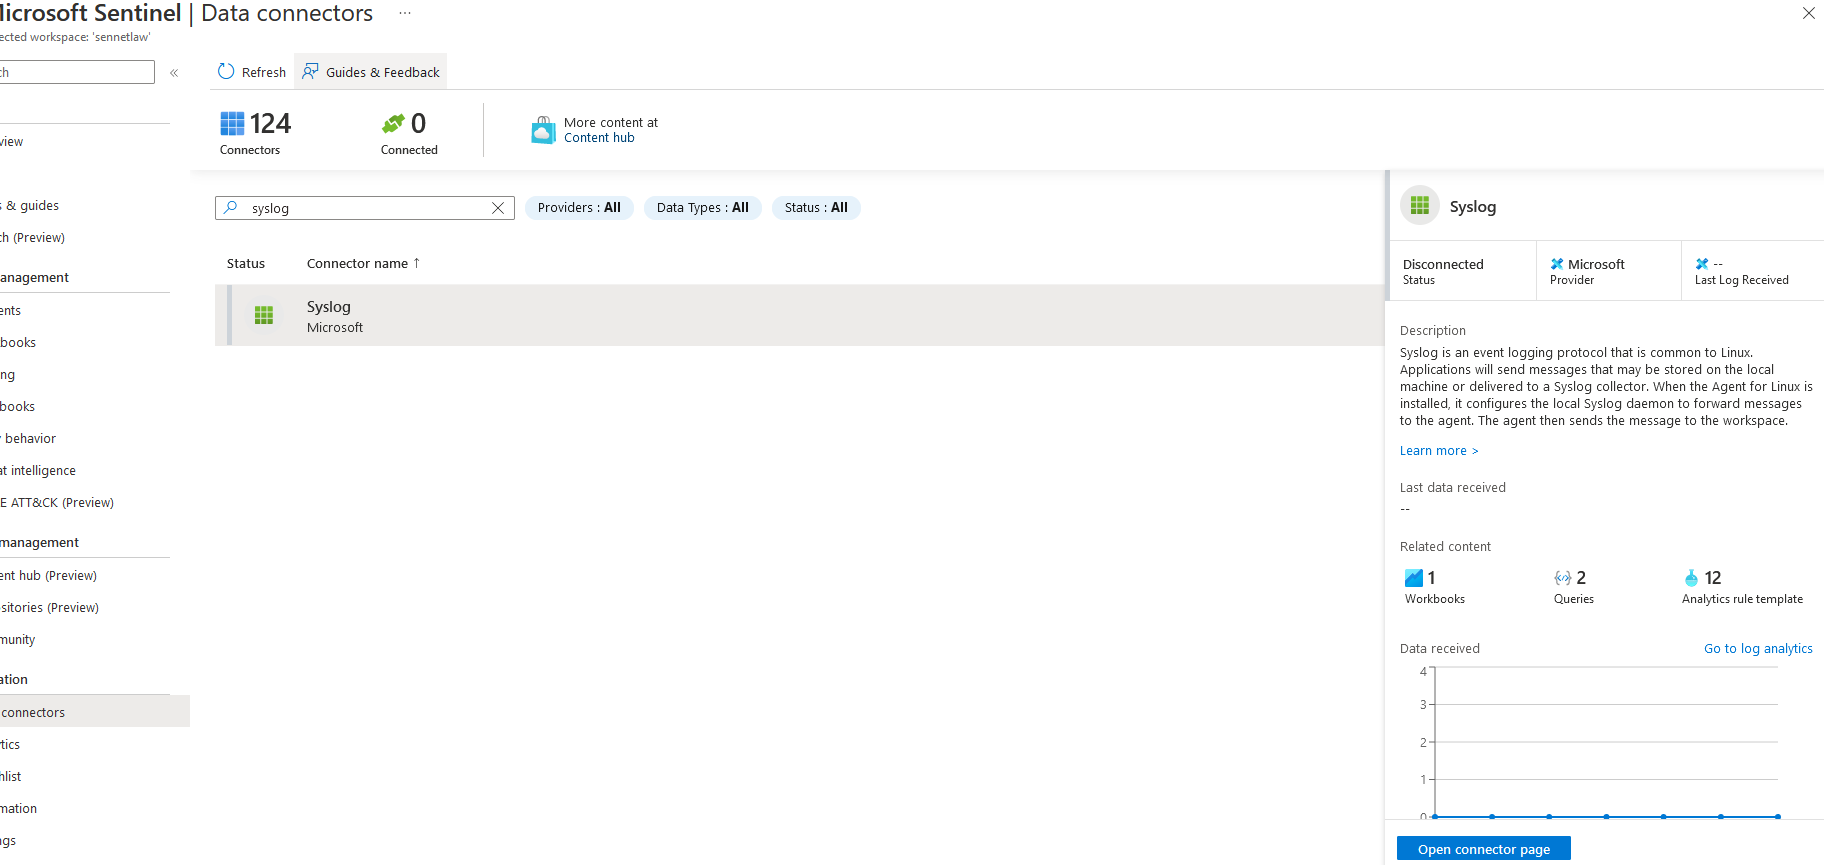 Microsoft Sentinel | Data connectors ...
ected workspace: 'sennetlaw'
ch
«
Refresh
Guides & Feedback
124
Connectors
0
Connected
More content at
Content hub
view
s & guides
ch (Preview)
anagement
ents
books
ng
books
behavior
at intelligence
E ATT&CK (Preview)
management
ent hub (Preview)
sitories (Preview)
munity
ation
connectors
tics
hlist
mation
ngs
syslog
Providers : All
Data Types : All
Status : All
Status
Connector name ↑
Syslog
Microsoft
Syslog
Disconnected
Status
Microsoft
Provider
--
Last Log Received
Description
Syslog is an event logging protocol that is common to Linux.
Applications will send messages that may be stored on the local
machine or delivered to a Syslog collector. When the Agent for Linux is
installed, it configures the local Syslog daemon to forward messages
to the agent. The agent then sends the message to the workspace.
Learn more >
Last data received
--
Related content
1
Workbooks
2
Queries
12
Analytics rule template
Data received
Go to log analytics
4
3
2
1
0
Open connector page